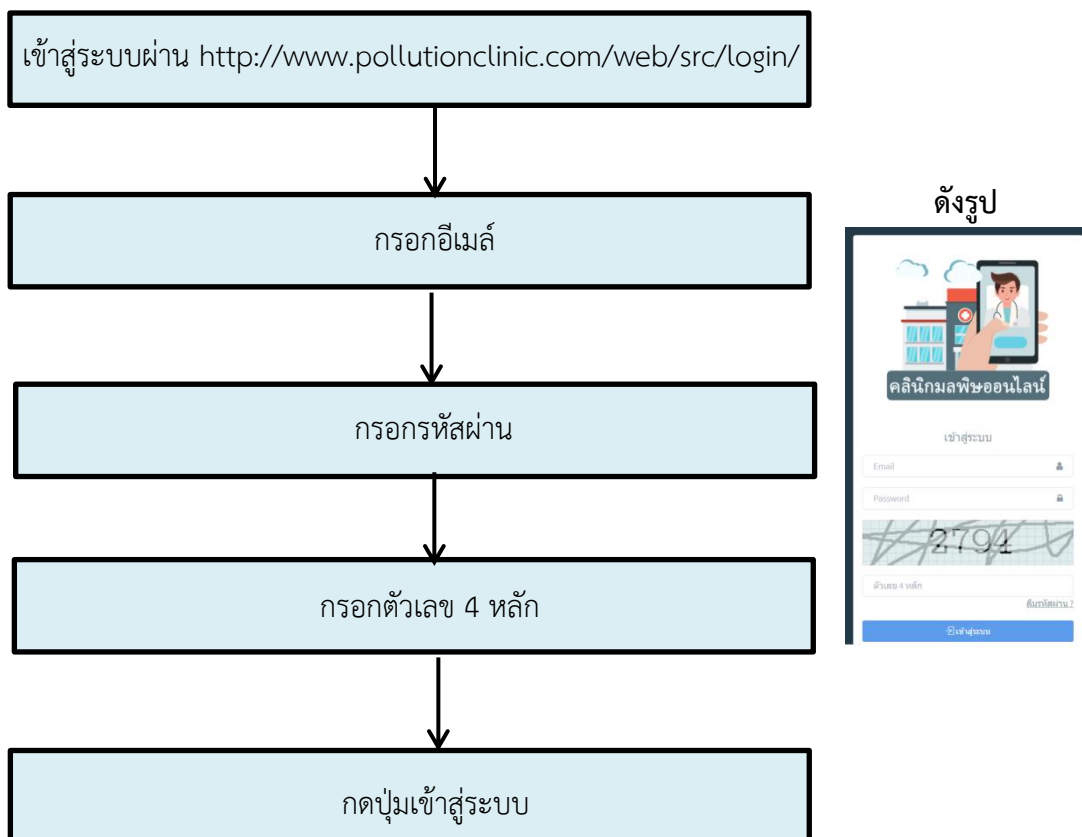 เข้าสู่ระบบผ่าน http://www.pollutionclinic.com/web/src/login/
กรอกอีเมล์
กรอกรหัสผ่าน
กรอกตัวเลข 4 หลัก
กดปุ่มเข้าสู่ระบบ
ดังรูป
คลินิกมลพิษออนไลน์
เข้าสู่ระบบ
Email
Password
2794
ตัวเลข 4 หลัก
ลืมรหัสผ่าน ?
เข้าสู่ระบบ